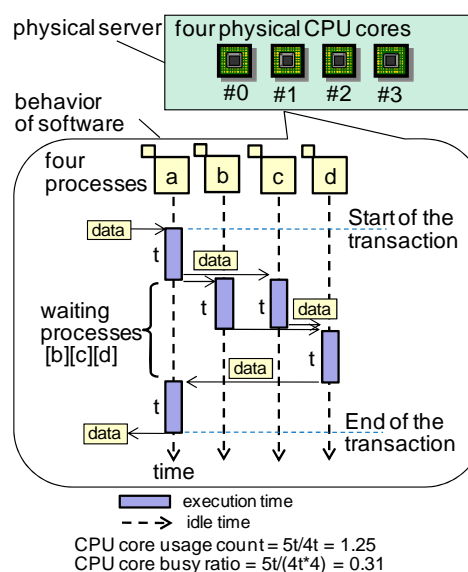 physical server
four physical CPU cores
#0 #1 #2 #3
behavior
of software
four
processes
a b c d
data
Start of the
transaction
t
data
t t
data
waiting
processes
[b][c][d]
t
data
t
data
End of the
transaction
time
execution time
idle time
CPU core usage count = 5t/4t = 1.25
CPU core busy ratio = 5t/(4t*4) = 0.31